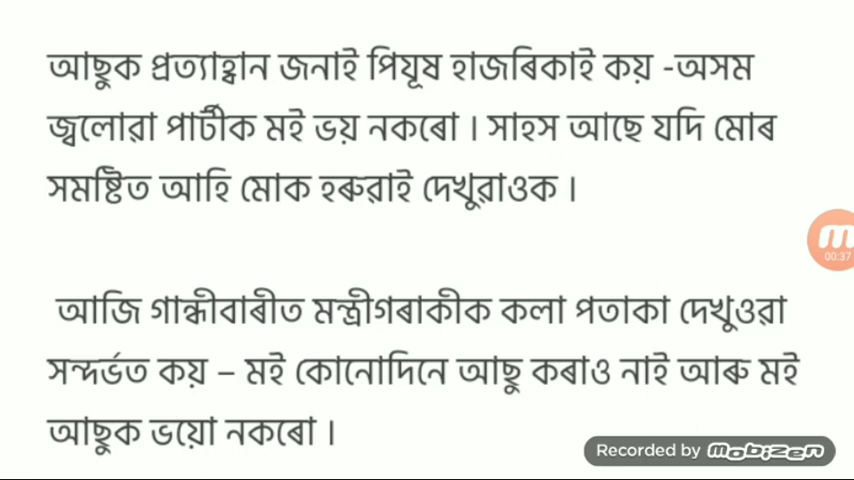 আছুক প্ৰত্যাহ্বান জনাই পিযূষ হাজৰিকাই কয় -অসম
জ্বলোৱা পাৰ্টীক মই ভয় নকৰো । সাহস আছে যদি মোৰ
সমষ্টিত আহি মোক হৰুৱাই দেখুৱাওক ।
আজি গান্ধীবাৰীত মন্ত্ৰীগৰাকীক কলা পতাকা দেখুওৱা
সন্দৰ্ভত কয় – মই কোনোদিনে আছু কৰাও নাই আৰু মই
আছুক ভয়ো নকৰো ।
00:37
Recorded by Mobizen